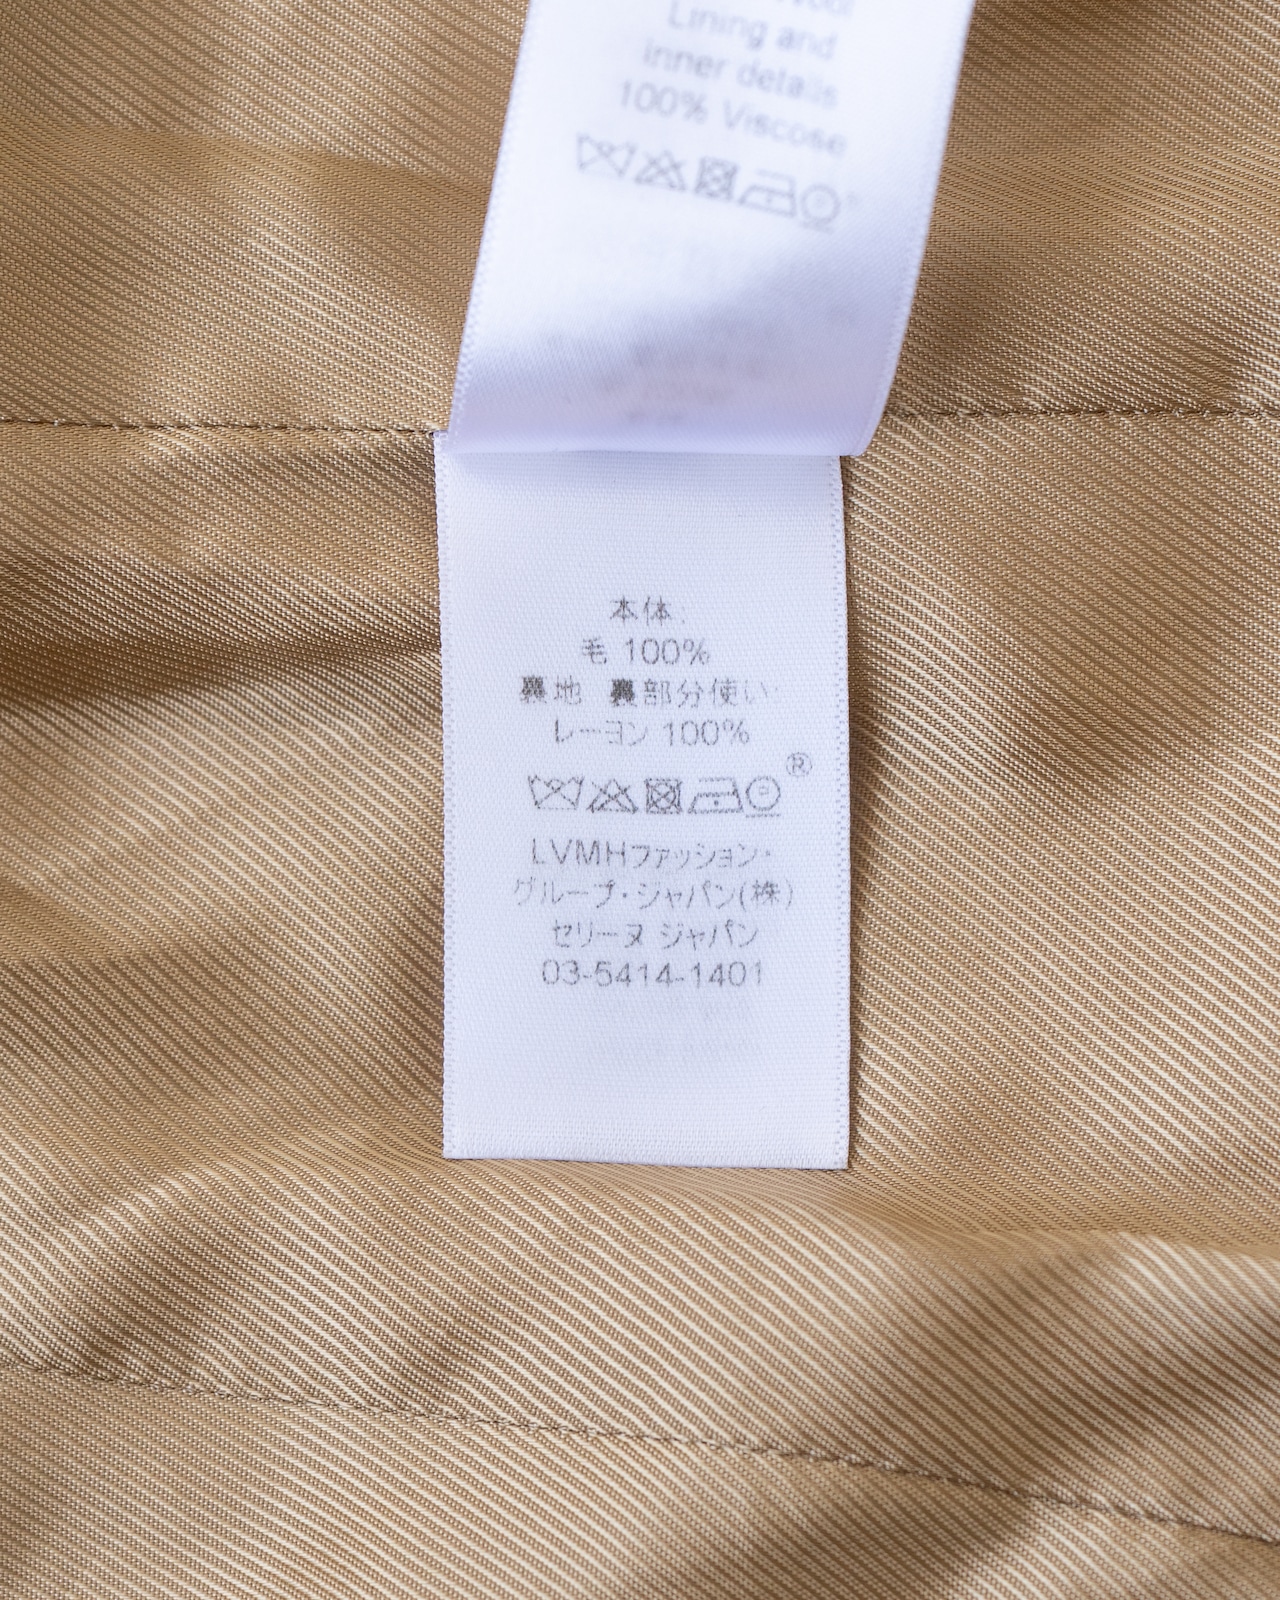 Lining and
inner details
100% Viscose
本体.
毛 100%
裏地 裏部分使い
レーヨン 100%
®
LVMHファッション・
グループ・ジャパン(株)
セリーヌ ジャパン
03-5414-1401